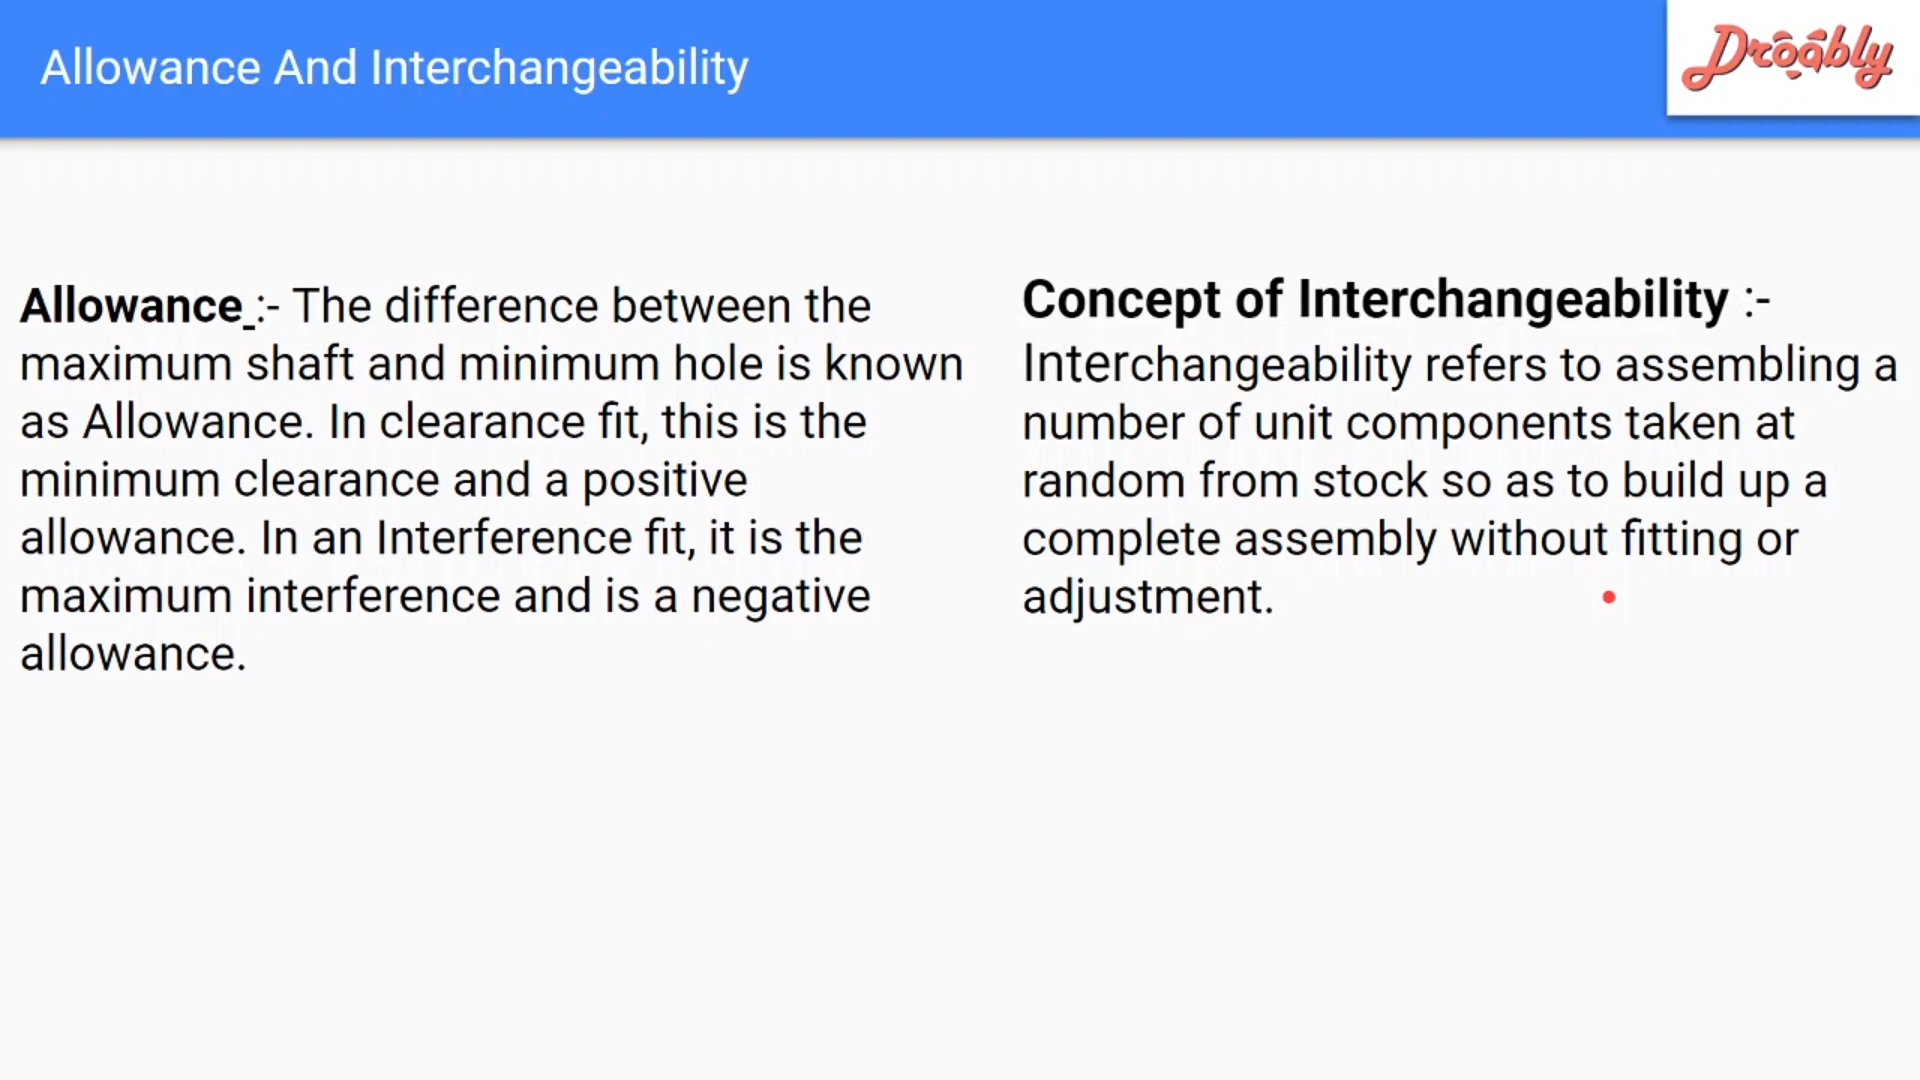 Allowance And Interchangeability
Droobly
Allowance :- The difference between the
maximum shaft and minimum hole is known
as Allowance. In clearance fit, this is the
minimum clearance and a positive
allowance. In an Interference fit, it is the
maximum interference and is a negative
allowance.
Concept of Interchangeability :-
Interchangeability refers to assembling a
number of unit components taken at
random from stock so as to build up a
complete assembly without fitting or
adjustment.